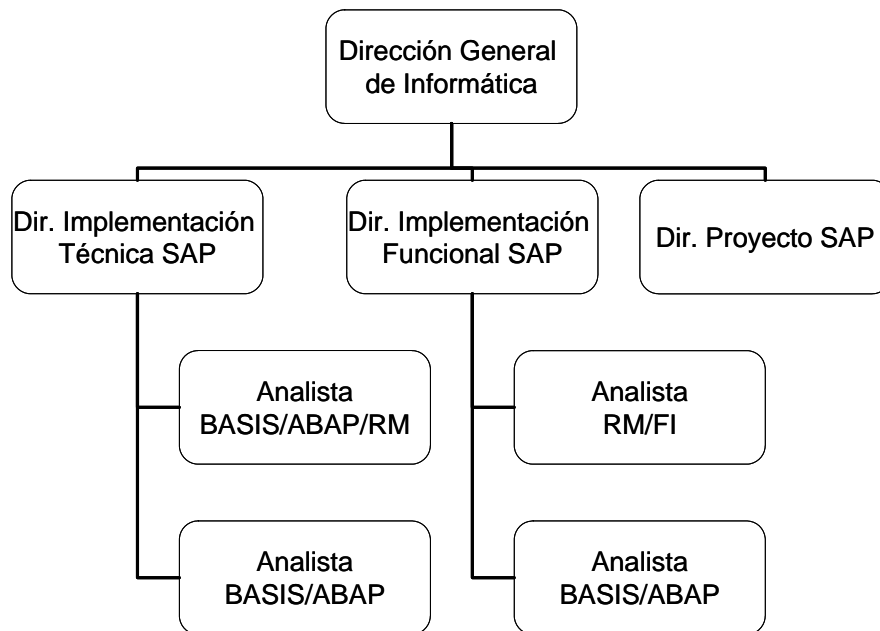 Dirección General
de Informática
Dir. Implementación
Técnica SAP
Dir. Implementación
Funcional SAP
Dir. Proyecto SAP
Analista
BASIS/ABAP/RM
Analista
RM/FI
Analista
BASIS/ABAP
Analista
BASIS/ABAP